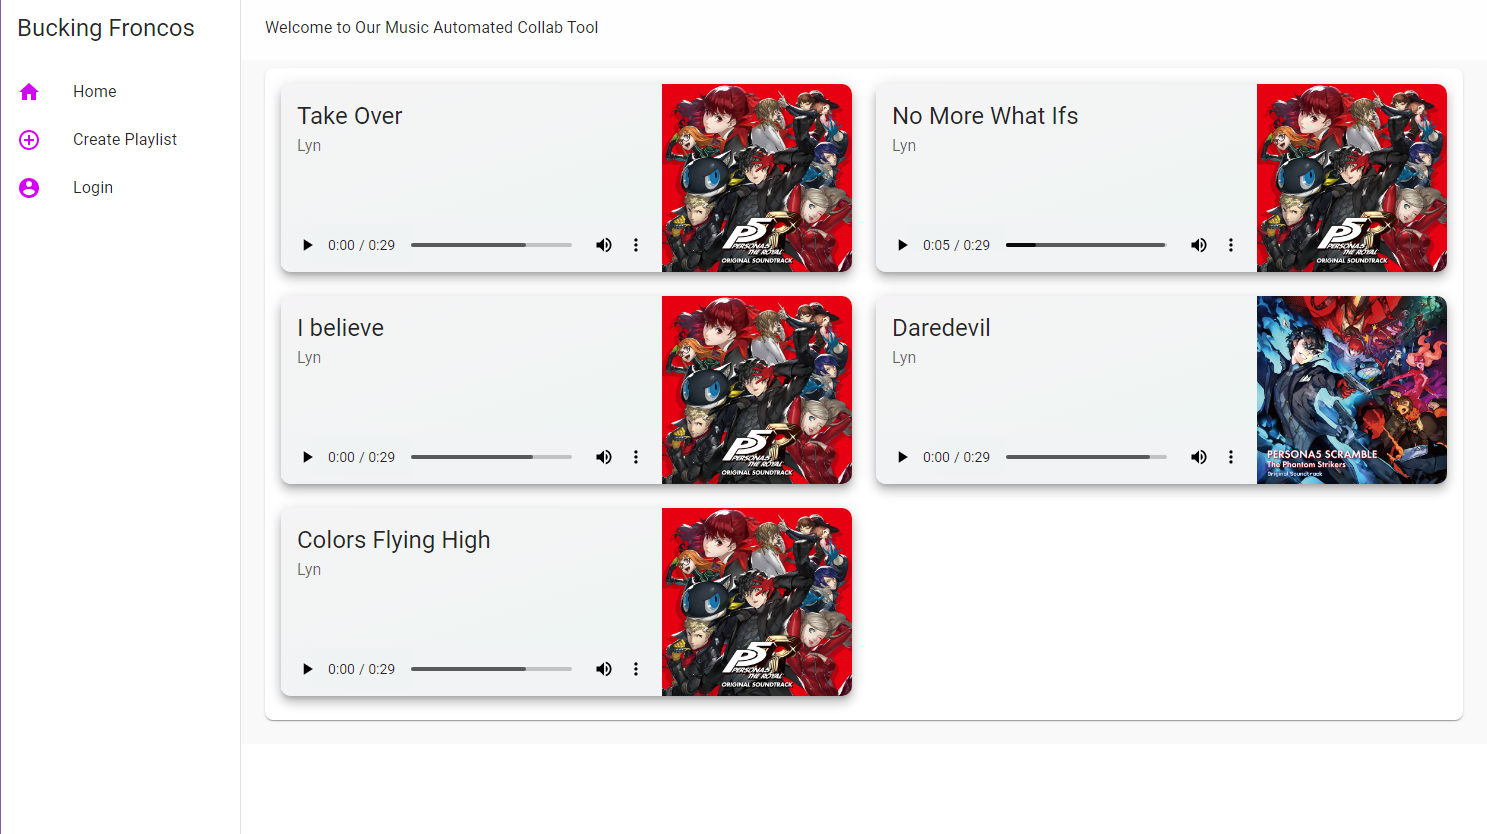 Bucking Froncos
Home
Create Playlist
Login
Welcome to Our Music Automated Collab Tool
Take Over
Lyn
0:00 / 0:29
P5R
PERSONA5
THE ROYAL
ORIGINAL SOUNDTRACK
No More What Ifs
Lyn
0:05 / 0:29
P5R
PERSONA5
THE ROYAL
ORIGINAL SOUNDTRACK
I believe
Lyn
0:00 / 0:29
P5R
PERSONA5
THE ROYAL
ORIGINAL SOUNDTRACK
Daredevil
Lyn
0:00 / 0:29
PERSONA5 SCRAMBLE
The Phantom Strikers
Original Soundtrack
Colors Flying High
Lyn
0:00 / 0:29
P5R
PERSONA5
THE ROYAL
ORIGINAL SOUNDTRACK